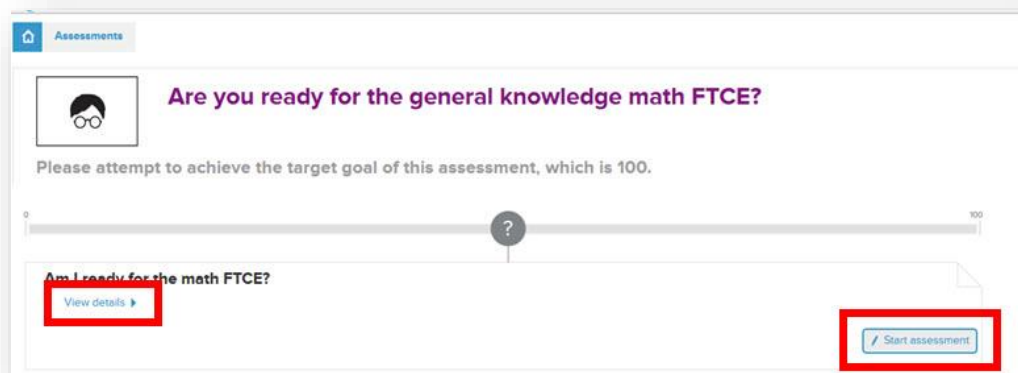 Assessments
Are you ready for the general knowledge math FTCE?
Please attempt to achieve the target goal of this assessment, which is 100.
0
100
?
Am I ready for the math FTCE?
View details
Start assessment